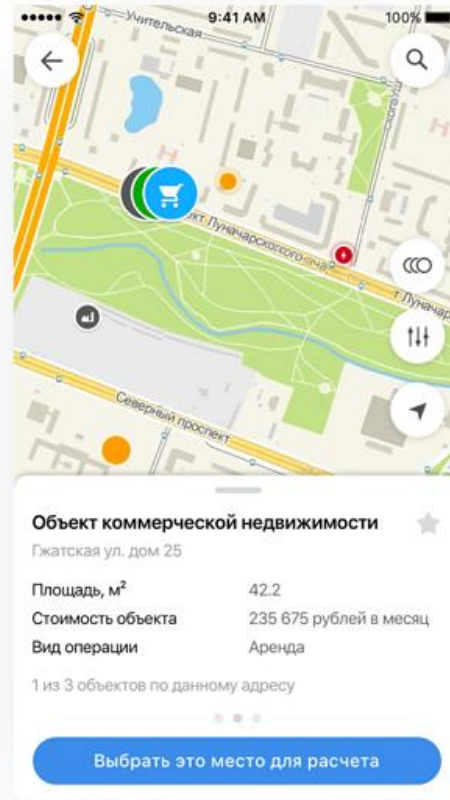 9:41 AM
100%
Учительская
кт Луначарского
т Луначар
Северный проспект
Объект коммерческой недвижимости
Гжатская ул. дом 25
Площадь, м²
42.2
Стоимость объекта
235 675 рублей в месяц
Вид операции
Аренда
1 из 3 объектов по данному адресу
Выбрать это место для расчета